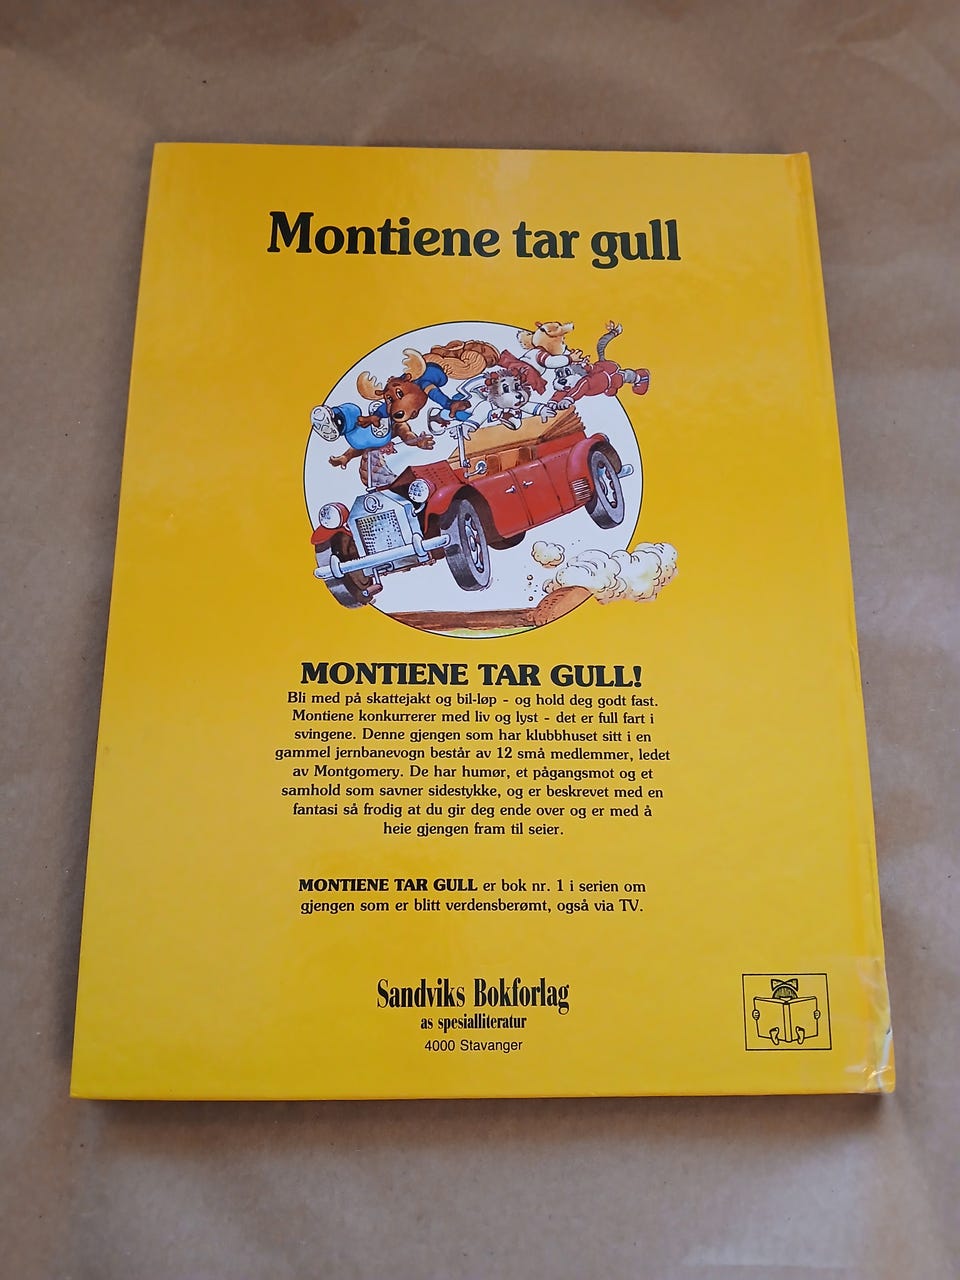 Montiene tar gull
MONTIENE TAR GULL!
Bli med på skattejakt og bil-løp - og hold deg godt fast.
Montiene konkurrerer med liv og lyst - det er full fart i
svingene. Denne gjengen som har klubbhuset sitt i en
gammel jernbanevogn består av 12 små medlemmer, ledet
av Montgomery. De har humør, et pågangsmot og et
samhold som savner sidestykke, og er beskrevet med en
fantasi så frodig at du gir deg ende over og er med å
heie gjengen fram til seier.
MONTIENE TAR GULL er bok nr. 1 i serien om
gjengen som er blitt verdensberømt, også via TV.
Sandviks Bokforlag
as spesialliteratur
4000 Stavanger